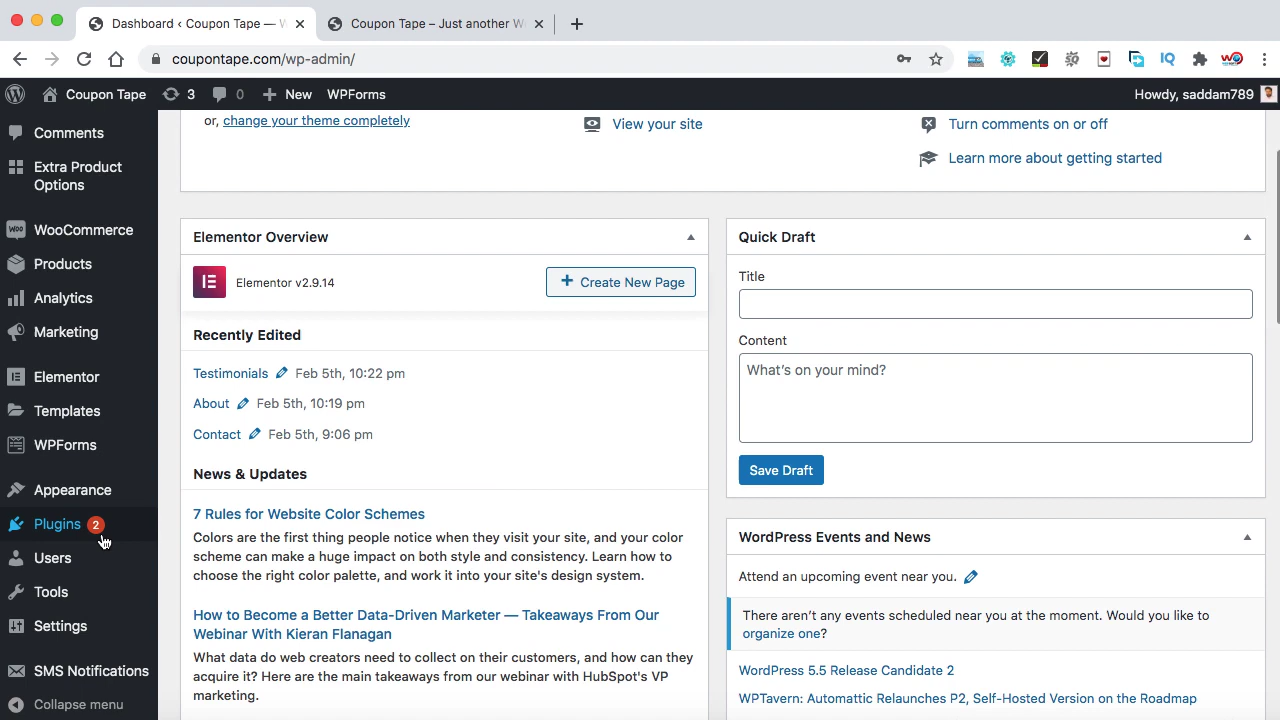 Dashboard ‹ Coupon Tape — W
Coupon Tape – Just another W
coupontape.com/wp-admin/
IQ
Coupon Tape
3
0
New
WPForms
Howdy, saddam789
Comments
Extra Product
Options
WOO
WooCommerce
Products
Analytics
Marketing
Elementor
Templates
WPForms
Appearance
Plugins 2
Users
Tools
Settings
SMS Notifications
Collapse menu
or, change your theme completely
View your site
Turn comments on or off
Learn more about getting started
Elementor Overview
Elementor v2.9.14
Create New Page
Recently Edited
Testimonials Feb 5th, 10:22 pm
About Feb 5th, 10:19 pm
Contact Feb 5th, 9:06 pm
News & Updates
7 Rules for Website Color Schemes
Colors are the first thing people notice when they visit your site, and your color
scheme can make a huge impact on both style and consistency. Learn how to
choose the right color palette, and work it into your site's design system.
How to Become a Better Data-Driven Marketer — Takeaways From Our
Webinar With Kieran Flanagan
What data do web creators need to collect on their customers, and how can they
acquire it? Here are the main takeaways from our webinar with HubSpot's VP
marketing.
Quick Draft
Title
Content
What's on your mind?
Save Draft
WordPress Events and News
Attend an upcoming event near you.
There aren't any events scheduled near you at the moment. Would you like to
organize one?
WordPress 5.5 Release Candidate 2
WPTavern: Automattic Relaunches P2, Self-Hosted Version on the Roadmap